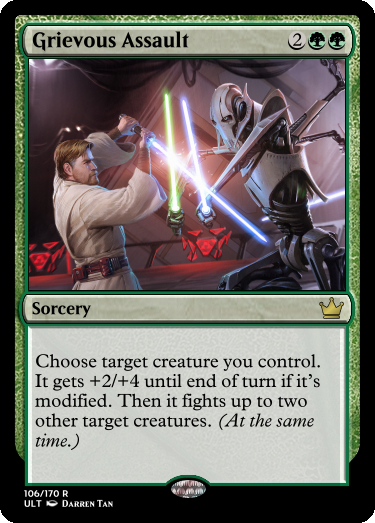 Grievous Assault 2
Sorcery
Choose target creature you control.
It gets +2/+4 until end of turn if it's
modified. Then it fights up to two
other target creatures. (At the same
time.)
106/170 R
ULT Darren Tan